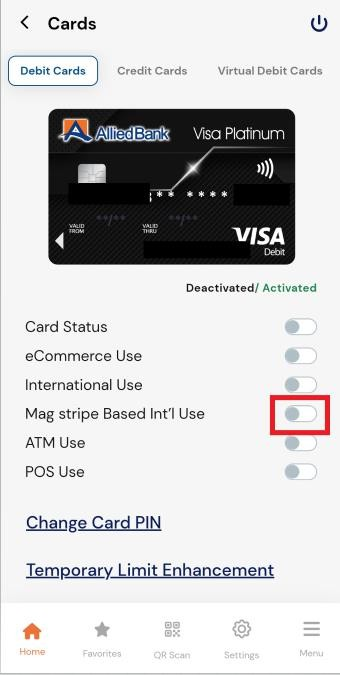 Cards
Debit Cards Credit Cards Virtual Debit Cards
AlliedBank Visa Platinum
** ****
**/** **/**
VALID FROM VALID THRU
VISA
Debit
Deactivated/ Activated
Card Status
eCommerce Use
International Use
Mag stripe Based Int'l Use
ATM Use
POS Use
Change Card PIN
Temporary Limit Enhancement
Home Favorites QR Scan Settings Menu